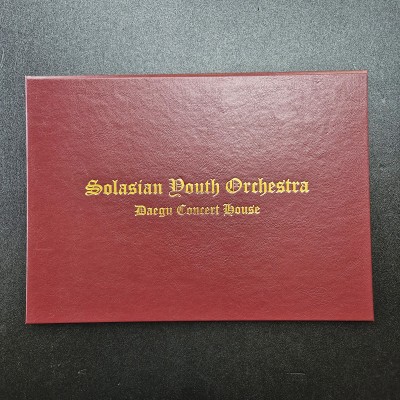 Solasian Youth Orchestra
Daegu Concert House